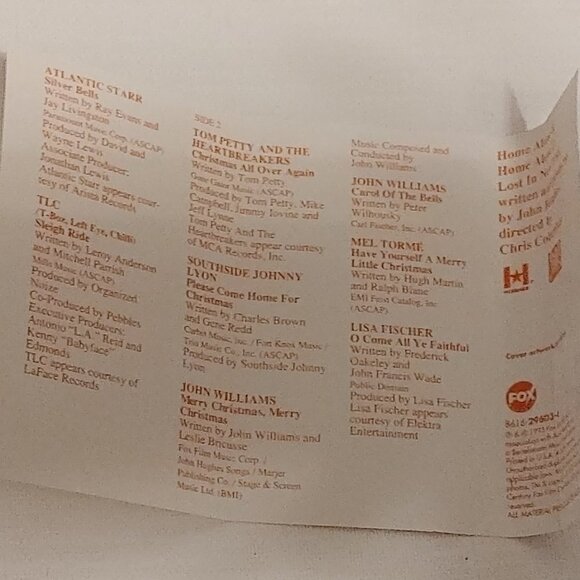 ATLANTIC STARR
Silver Bells
Written by Ray Evans and
Jay Livingston
Paramount Music Corp. (ASCAP)
Produced by David and
Wayne Lewis
Associate Producer:
Jonathan Lewis
Atlantic Starr appears cour-
tesy of Arista Records
TLC
(T-Boz, Left Eye, Chilli)
Sleigh Ride
Written by Leroy Anderson
and Mitchell Parrish
Mills Music (ASCAP)
Produced by Organized
Noize
Co-Produced by Pebbles
Executive Producers:
Antonio "L.A." Reid and
Kenny "Babyface"
Edmonds
TLC appears courtesy of
LaFace Records
SIDE 2
TOM PETTY AND THE
HEARTBREAKERS
Christmas All Over Again
Written by Tom Petty
Gone Gator Music (ASCAP)
Produced by Tom Petty, Mike
Campbell, Jimmy Iovine and
Jeff Lynne
Tom Petty And The
Heartbreakers appear courtesy
of MCA Records, Inc.
SOUTHSIDE JOHNNY
LYON
Please Come Home For
Christmas
Written by Charles Brown
and Gene Redd
Music, Inc. / Fort Knox Music /
Trio Music Co., Inc. (ASCAP)
Produced by Southside Johnny
Lyon
JOHN WILLIAMS
Merry Christmas, Merry
Christmas
Written by John Williams and
Leslie Bricusse
Fox Film Music Corp. /
John Hughes Songs /
Publishing Co. / Stage & Screen
Music Ltd. (BMI)
Music Composed and
Conducted by
John Williams
JOHN WILLIAMS
Carol Of The Bells
Written by Peter
Wilhousky
Carl Fischer, Inc. (ASCAP)
MEL TORME
Have Yourself A Merry
Little Christmas
Written by Hugh Martin
and Ralph Blane
EMI Feist Catalog, Inc
(ASCAP)
LISA FISCHER
O Come All Ye Faithful
Written by Frederick
Oakeley and
John Francis Wade
Public Domain
Produced by Lisa Fischer
Lisa Fischer appears
courtesy of Elektra
Entertainment
Home
Home
Lost In
written
by John
directed
Chris
Cover
FOX